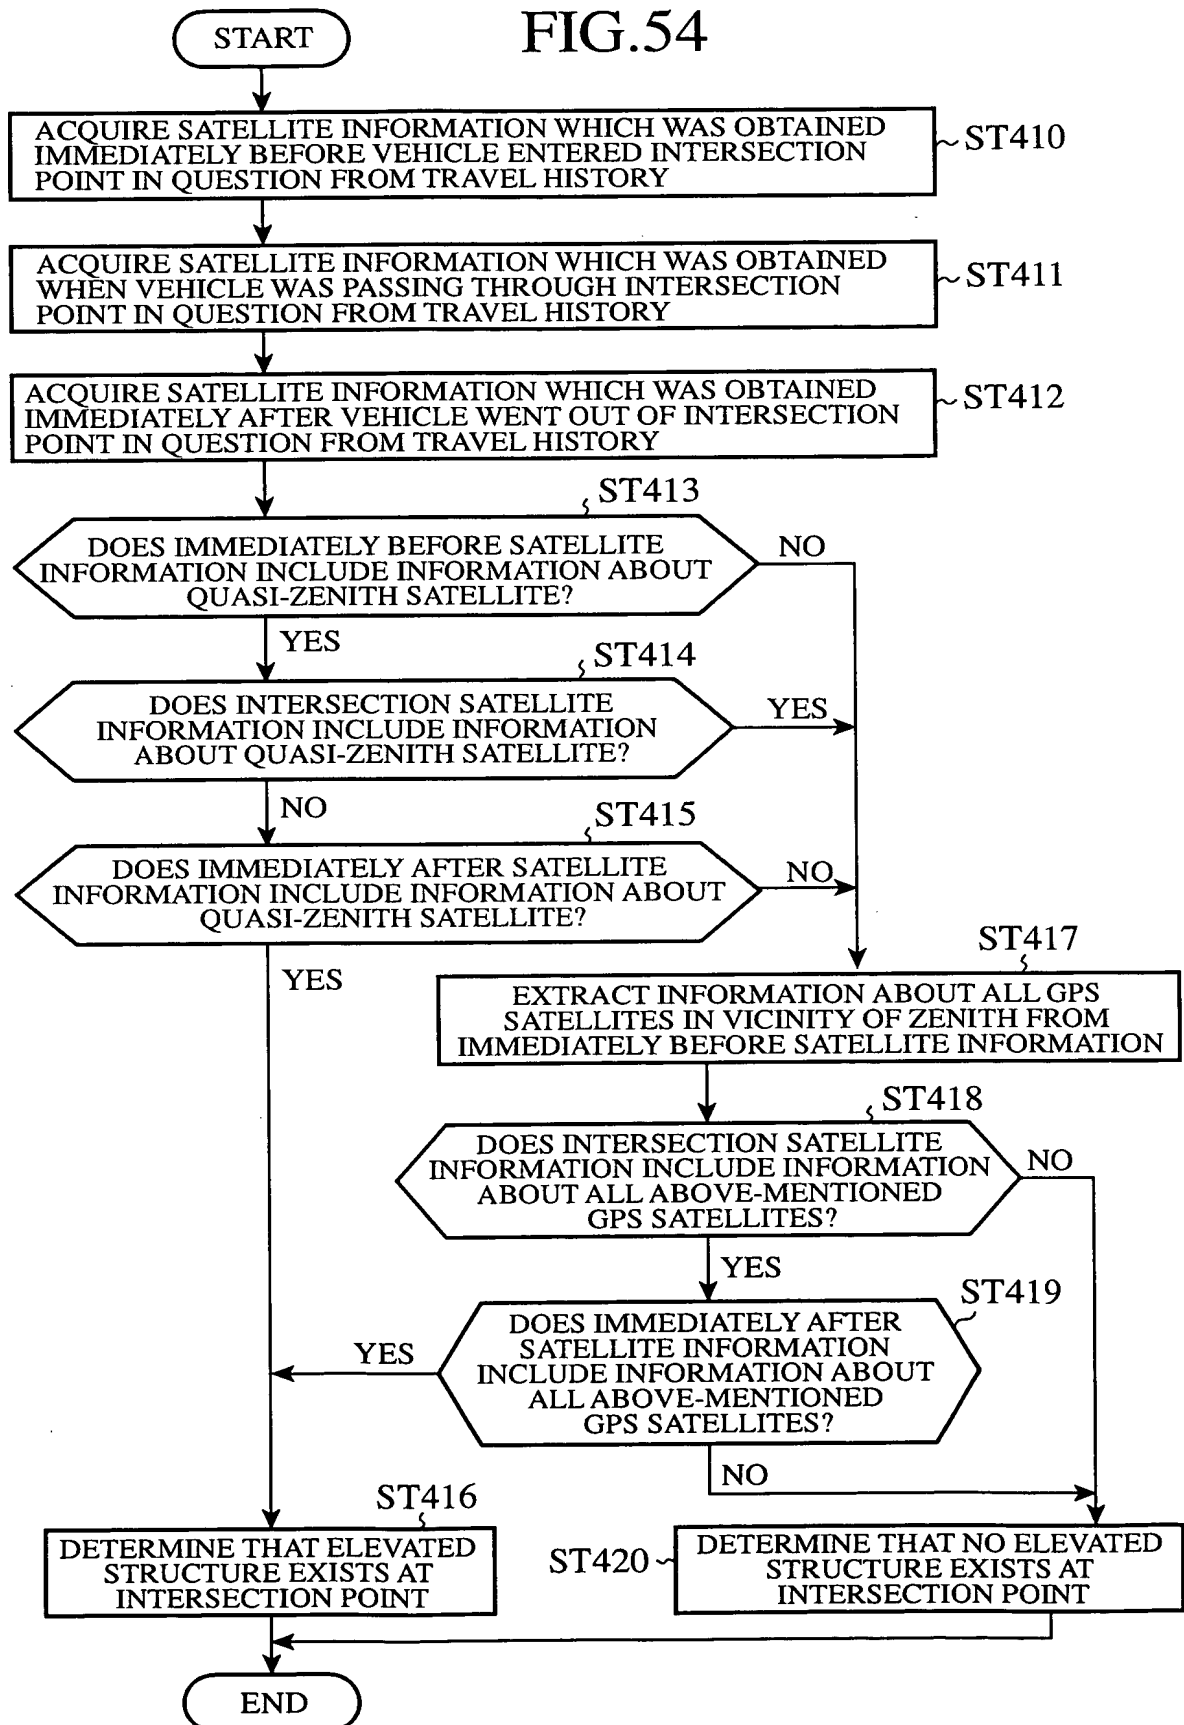 START
FIG.54
ACQUIRE SATELLITE INFORMATION WHICH WAS OBTAINED
IMMEDIATELY BEFORE VEHICLE ENTERED INTERSECTION
POINT IN QUESTION FROM TRAVEL HISTORY
ST410
ACQUIRE SATELLITE INFORMATION WHICH WAS OBTAINED
WHEN VEHICLE WAS PASSING THROUGH INTERSECTION
POINT IN QUESTION FROM TRAVEL HISTORY
ST411
ACQUIRE SATELLITE INFORMATION WHICH WAS OBTAINED
IMMEDIATELY AFTER VEHICLE WENT OUT OF INTERSECTION
POINT IN QUESTION FROM TRAVEL HISTORY
ST412
ST413
DOES IMMEDIATELY BEFORE SATELLITE
INFORMATION INCLUDE INFORMATION ABOUT
QUASI-ZENITH SATELLITE?
NO
YES
ST414
DOES INTERSECTION SATELLITE
INFORMATION INCLUDE INFORMATION
ABOUT QUASI-ZENITH SATELLITE?
YES
NO
ST415
DOES IMMEDIATELY AFTER SATELLITE
INFORMATION INCLUDE INFORMATION ABOUT
QUASI-ZENITH SATELLITE?
NO
YES
ST417
EXTRACT INFORMATION ABOUT ALL GPS
SATELLITES IN VICINITY OF ZENITH FROM
IMMEDIATELY BEFORE SATELLITE INFORMATION
ST418
DOES INTERSECTION SATELLITE
INFORMATION INCLUDE INFORMATION
ABOUT ALL ABOVE-MENTIONED
GPS SATELLITES?
NO
YES
ST419
DOES IMMEDIATELY AFTER
SATELLITE INFORMATION
INCLUDE INFORMATION ABOUT
ALL ABOVE-MENTIONED
GPS SATELLITES?
YES
NO
ST416
DETERMINE THAT ELEVATED
STRUCTURE EXISTS AT
INTERSECTION POINT
ST420
DETERMINE THAT NO ELEVATED
STRUCTURE EXISTS AT
INTERSECTION POINT
END